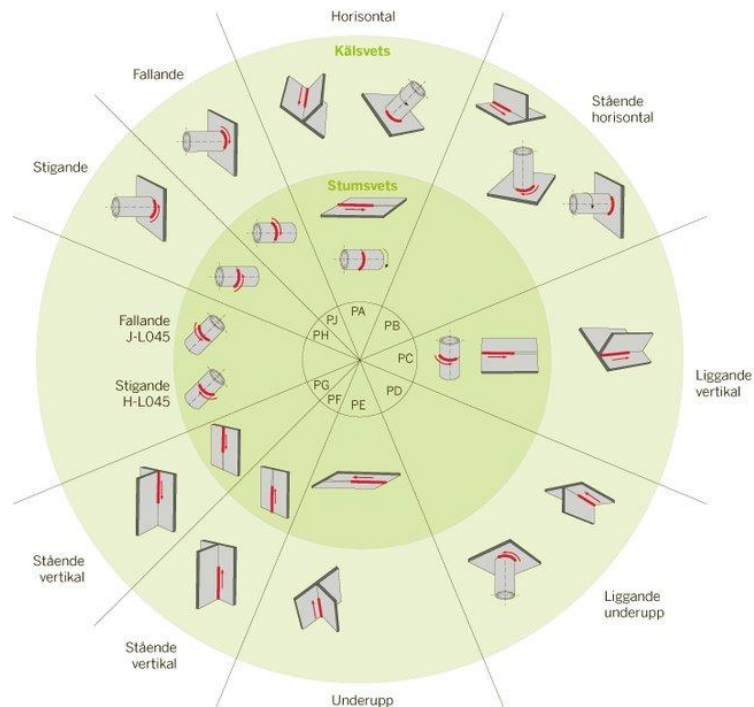 Horisontal
Kälsvets
Fallande
Stående
horisontal
Stigande
Stumsvets
Fallande
J-L045
Stigande
H-L045
PJ
PA
PB
PH
PC
PG
PF
PE
PD
Liggande
vertikal
Stående
vertikal
Stående
vertikal
Liggande
underupp
Underupp